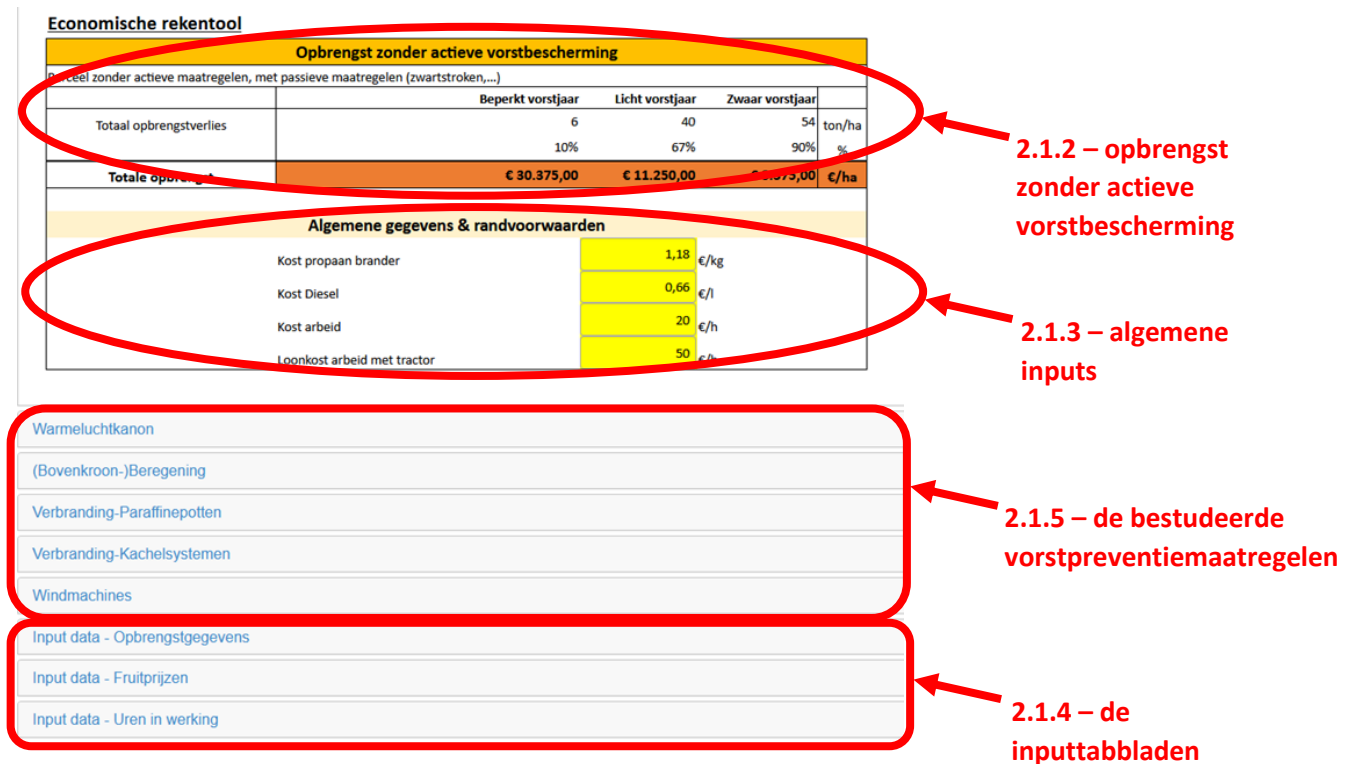 Economische rekentool
Opbrengst zonder actieve vorstbescherming
zonder actieve maatregelen, met passieve maatregelen (zwartstroken,...)
Beperkt vorstjaar Licht vorstjaar Zwaar vorstjaar
Totaal opbrengstverlies 6 40 54 ton/ha
10% 67% 90% %
Totale € 30.375,00 € 11.250,00 €/ha
Algemene gegevens & randvoorwaarden
Kost propaan brander 1,18 €/kg
Kost Diesel 0,66 €/l
Kost arbeid 20 €/h
Loonkost arbeid met tractor 50
2.1.2 – opbrengst
zonder actieve
vorstbescherming
2.1.3 – algemene
inputs
Warmeluchtkanon
(Bovenkroon-)Beregening
Verbranding-Paraffinepotten
Verbranding-Kachelsystemen
Windmachines
2.1.5 – de bestudeerde
vorstpreventiemaatregelen
Input data - Opbrengstgegevens
Input data - Fruitprijzen
Input data - Uren in werking
2.1.4 – de
inputtabbladen